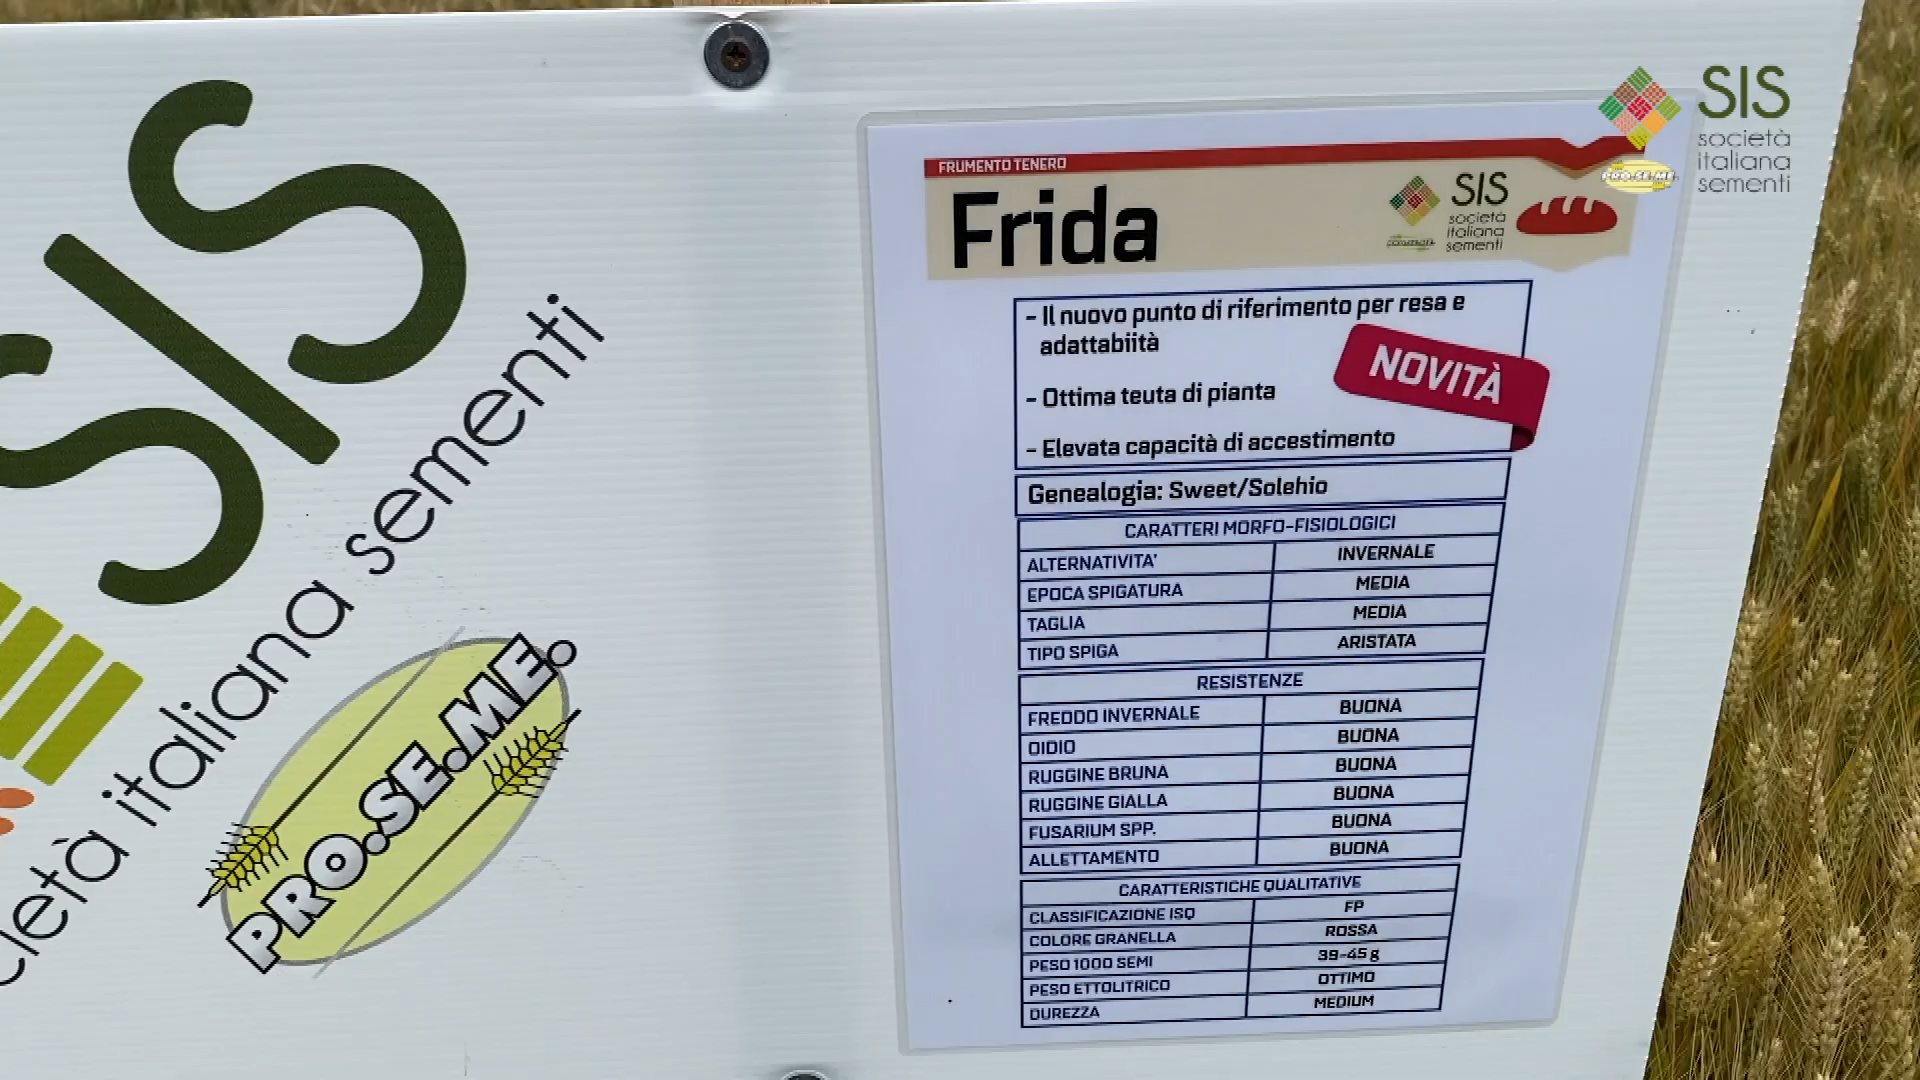 SIS
società italiana sementi
PRO.SE.ME.
SIS
FRUMENTO TENERO
Frida
SIS
società
italiana
sementi
- Il nuovo punto di riferimento per resa e
adattabiità
NOVITÀ
- Ottima teuta di pianta
- Elevata capacità di accestimento
Genealogia: Sweet/Solehio
CARATTERI MORFO-FISIOLOGICI
ALTERNATIVITA' INVERNALE
EPOCA SPIGATURA MEDIA
TAGLIA MEDIA
TIPO SPIGA ARISTATA
RESISTENZE
FREDDO INVERNALE BUONA
OIDIO BUONA
RUGGINE BRUNA BUONA
RUGGINE GIALLA BUONA
FUSARIUM SPP. BUONA
ALLETTAMENTO BUONA
CARATTERISTICHE QUALITATIVE
CLASSIFICAZIONE ISQ FP
COLORE GRANELLA ROSSA
PESO 1000 SEMI 39-45 g
PESO ETTOLITRICO OTTIMO
DUREZZA MEDIUM
SIS
società
italiana
sementi
PRO.SE.ME.